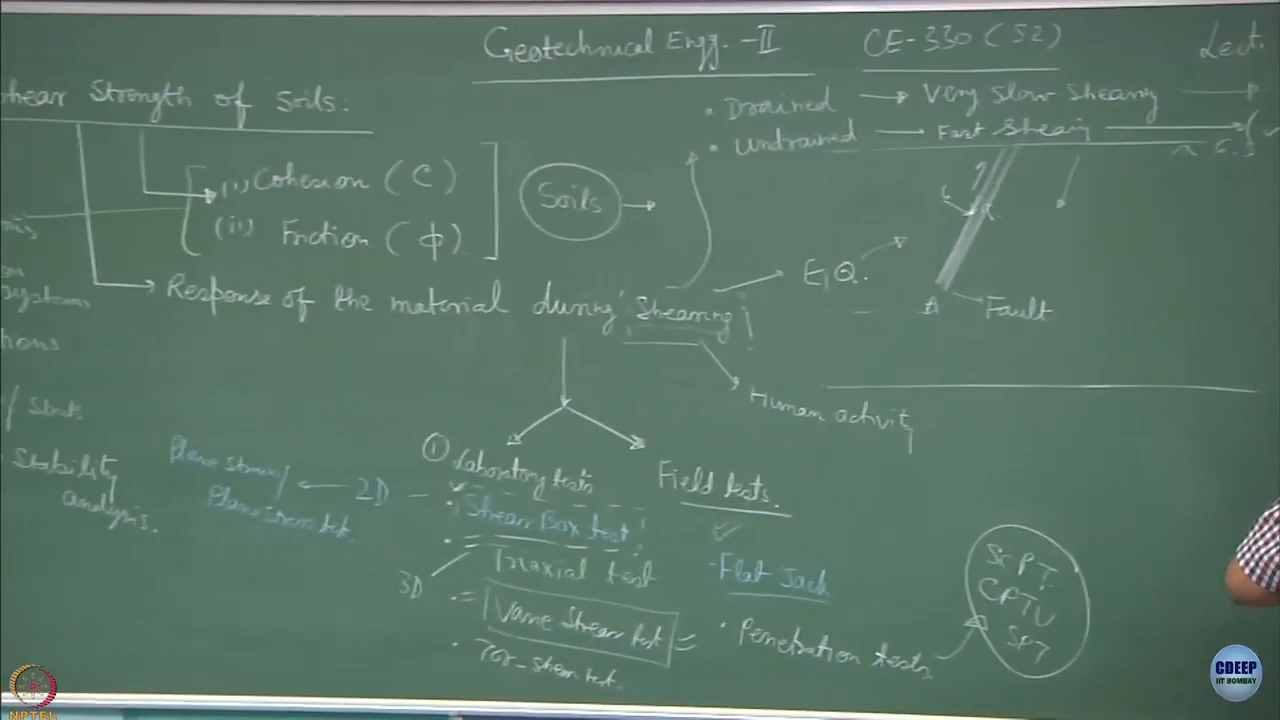 Geotechnical Engg. - II
CE-330 (S2)
Lect.
Shear Strength of Soils.
(i) Cohesion (C)
(ii) Friction (ϕ)
Soils
• Drained → Very Slow Shearing
• Undrained → Fast Shearing
Response of the material during Shearing
E.Q.
A
Fault
Human activity
systems
Stability
analysis.
① Laboratory tests
Shear Box test
2D
Plane strain/
Plane stress test.
3D
Triaxial test
Vane Shear test
Tor-shear test.
Field tests.
• Flat Jack
• Penetration tests
SCPT
CPTU
SPT
CDEEP
IIT BOMBAY
NPTEL